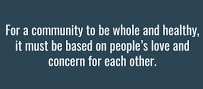 For a community to be whole and healthy,
it must be based on people's love and
concern for each other.